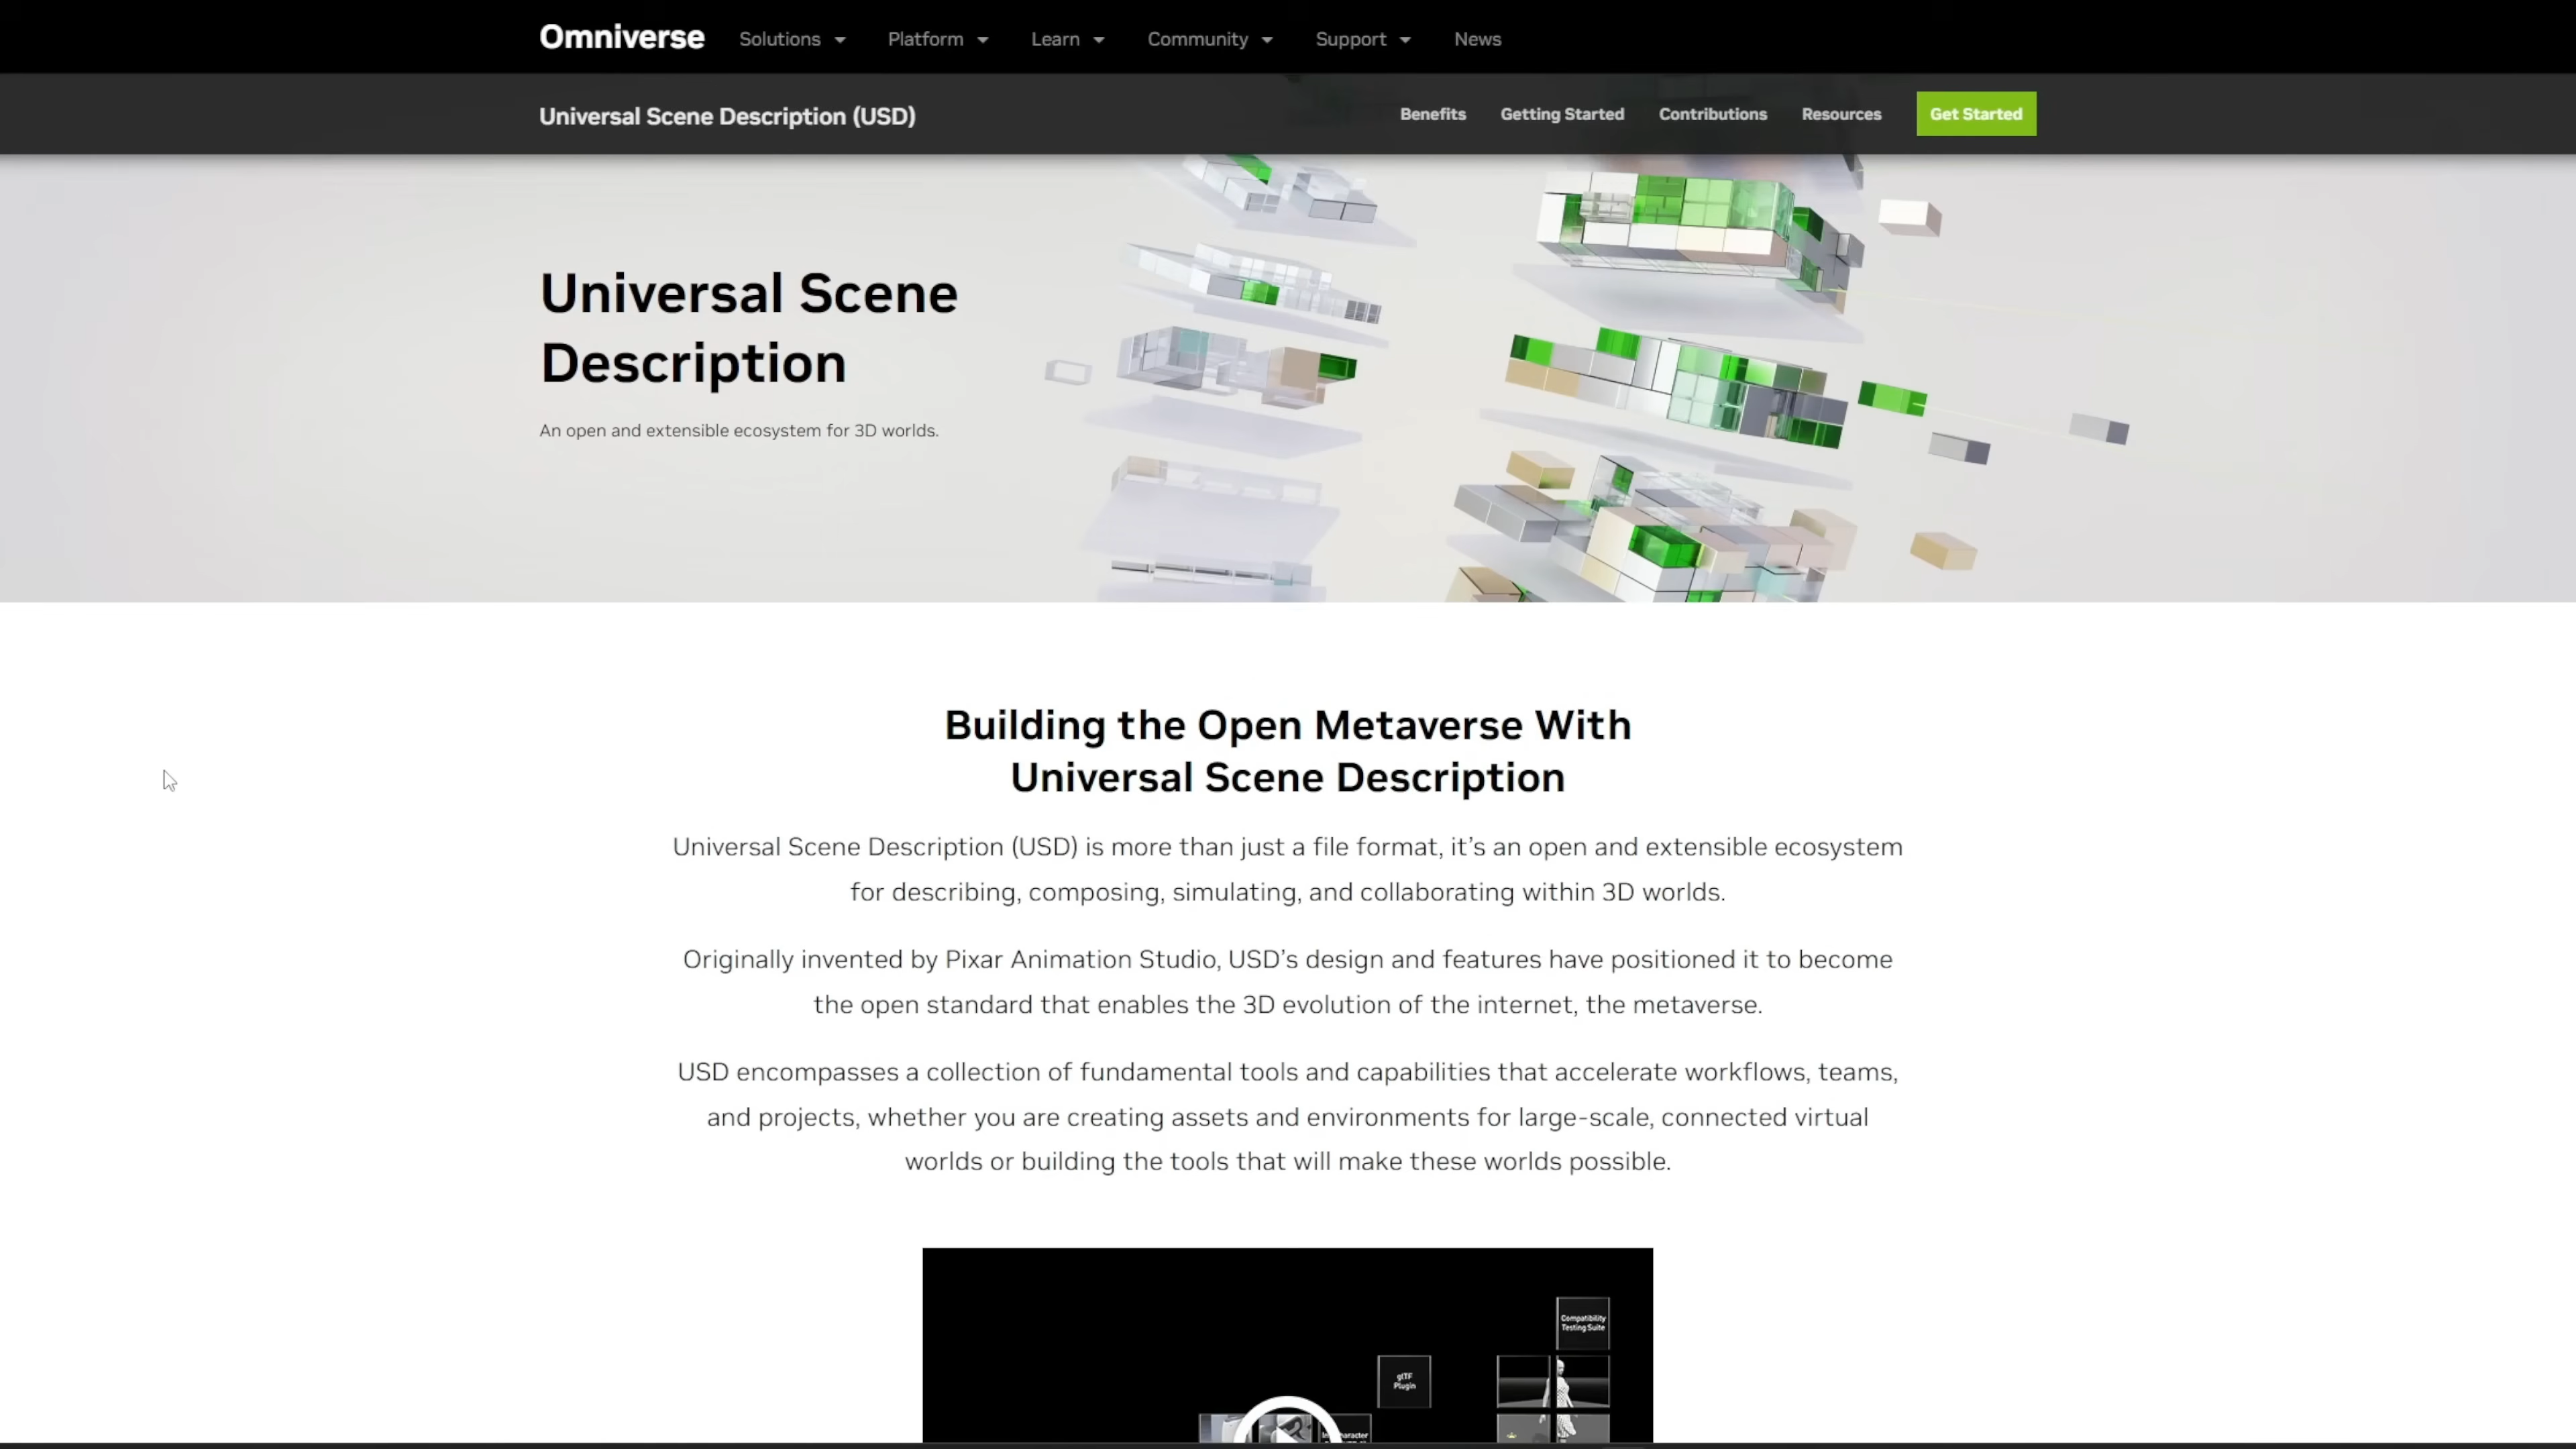 Omniverse Solutions Platform Learn Community Support News
Universal Scene Description (USD) Benefits Getting Started Contributions Resources Get Started
Universal Scene
Description
An open and extensible ecosystem for 3D worlds.
Building the Open Metaverse With
Universal Scene Description
Universal Scene Description (USD) is more than just a file format, it’s an open and extensible ecosystem
for describing, composing, simulating, and collaborating within 3D worlds.
Originally invented by Pixar Animation Studio, USD’s design and features have positioned it to become
the open standard that enables the 3D evolution of the internet, the metaverse.
USD encompasses a collection of fundamental tools and capabilities that accelerate workflows, teams,
and projects, whether you are creating assets and environments for large-scale, connected virtual
worlds or building the tools that will make these worlds possible.
Compatibility
Testing Suite
glTF
Plugin